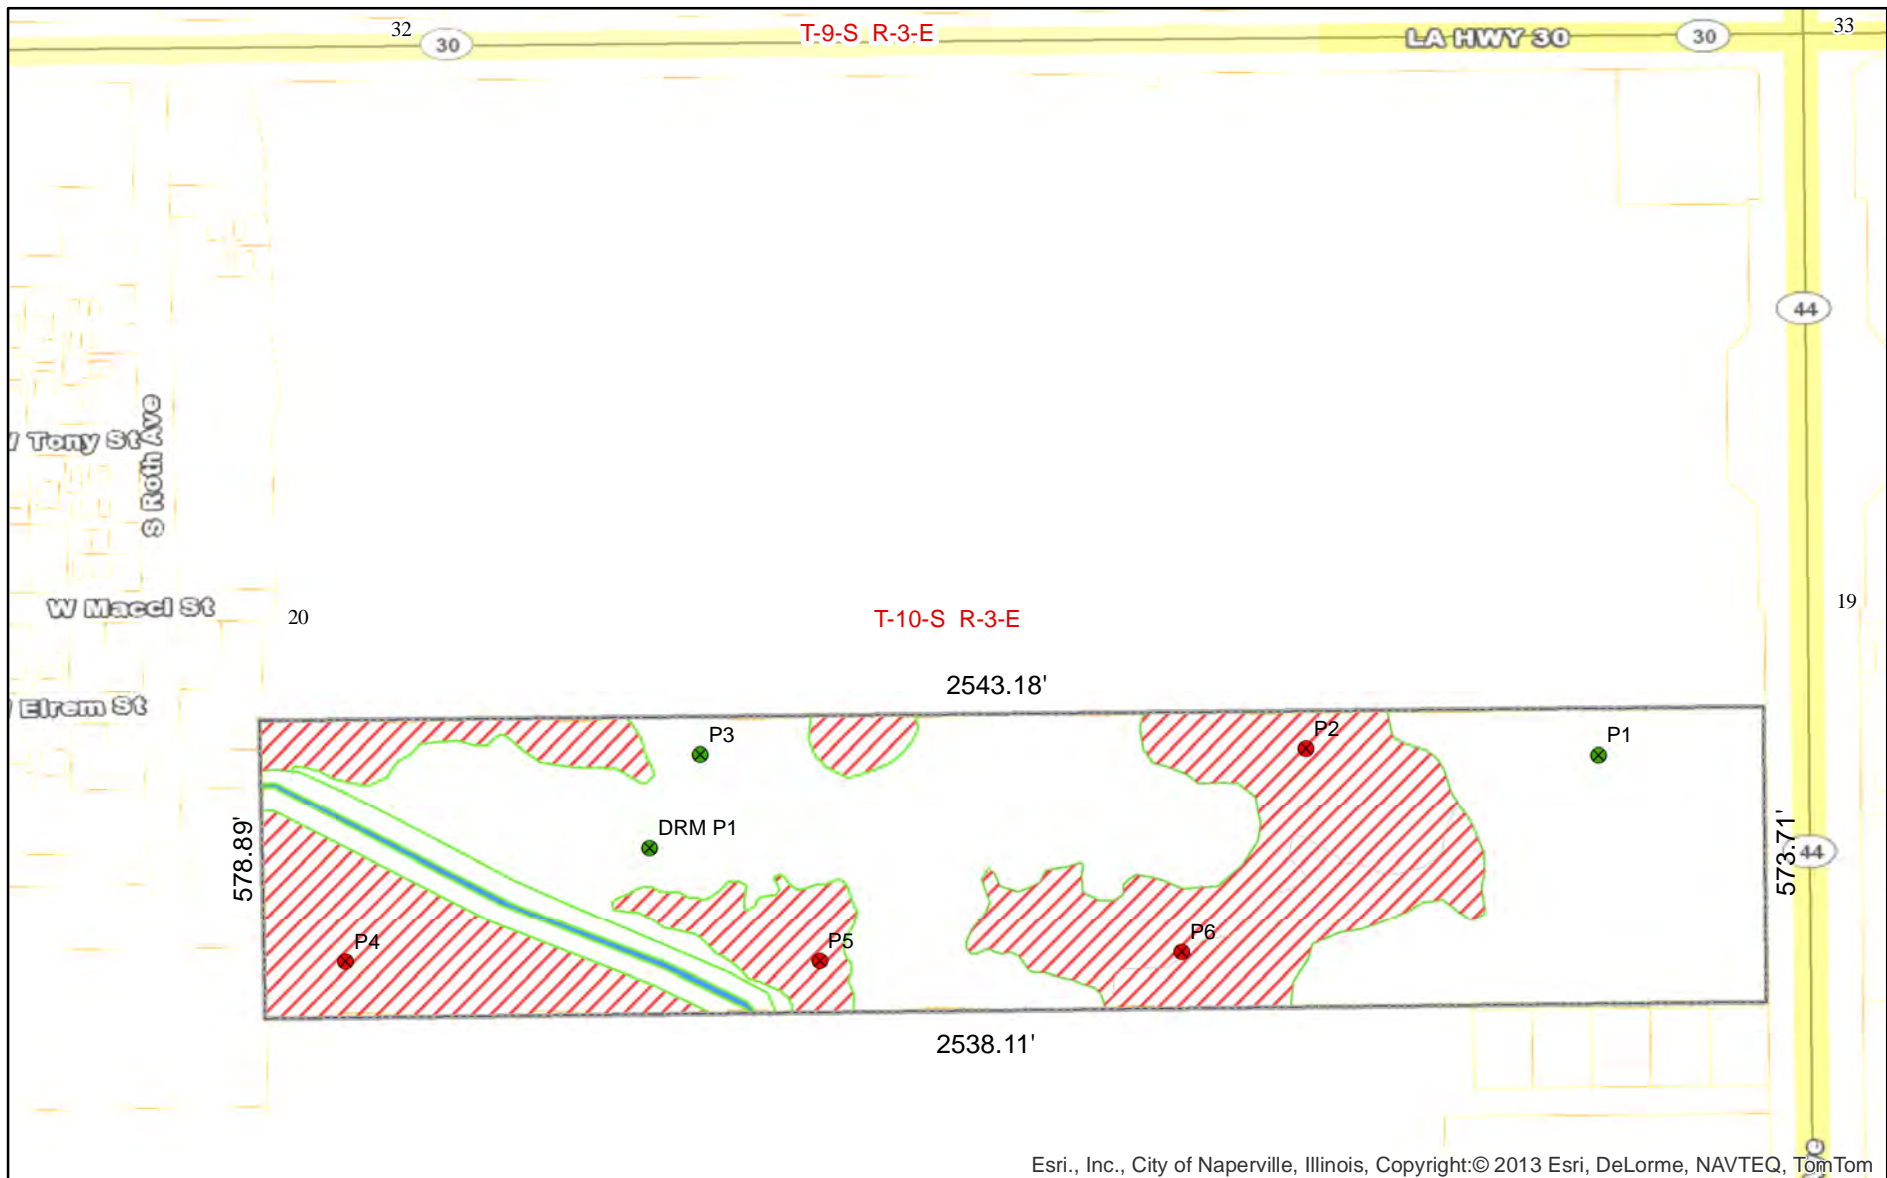 32
30
T-9-S R-3-E
LA HWY 30
30
33
44
Tony St
S Roth Ave
W Macci St
20
T-10-S R-3-E
19
Elrem St
2543.18'
P3
P2
P1
DRM P1
578.89'
573.71'
44
P4
P5
P6
2538.11'
Esri., Inc., City of Naperville, Illinois, Copyright:© 2013 Esri, DeLorme, NAVTEQ, TomTom